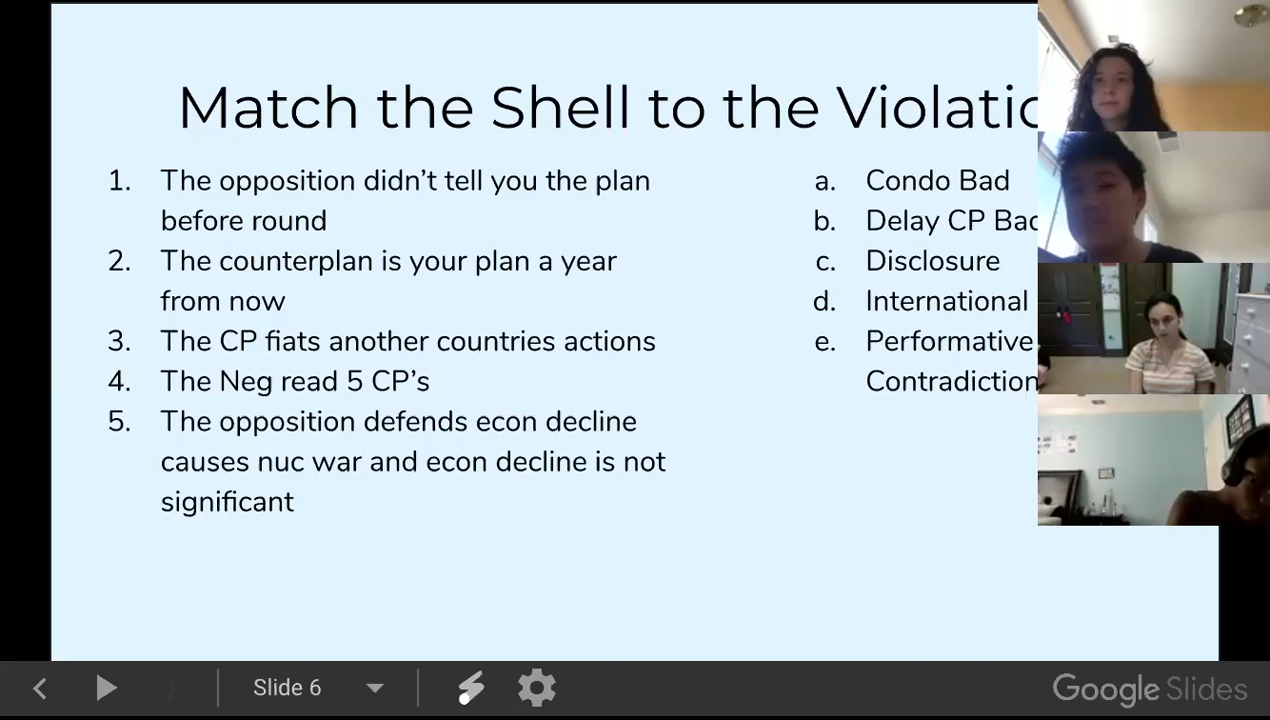 Match the Shell to the
1. The opposition didn't tell you the plan
before round
2. The counterplan is your plan a year
from now
3. The CP fiats another countries actions
4. The Neg read 5 CP's
5. The opposition defends econ decline
causes nuc war and econ decline is not
significant
a. Condo Bad
b. Delay CP
c. Disclosure
d. International
e. Performative
Contradiction
Slide 6
Google Slides